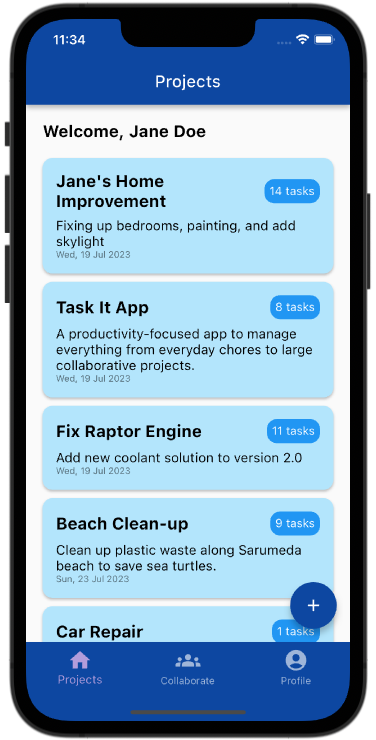 11:34
Projects
Welcome, Jane Doe
Jane's Home
Improvement
14 tasks
Fixing up bedrooms, painting, and add
skylight
Wed, 19 Jul 2023
Task It App
8 tasks
A productivity-focused app to manage
everything from everyday chores to large
collaborative projects.
Wed, 19 Jul 2023
Fix Raptor Engine
11 tasks
Add new coolant solution to version 2.0
Wed, 19 Jul 2023
Beach Clean-up
9 tasks
Clean up plastic waste along Sarumeda
beach to save sea turtles.
Sun, 23 Jul 2023
+
Car Repair
1 tasks
Projects
Collaborate
Profile